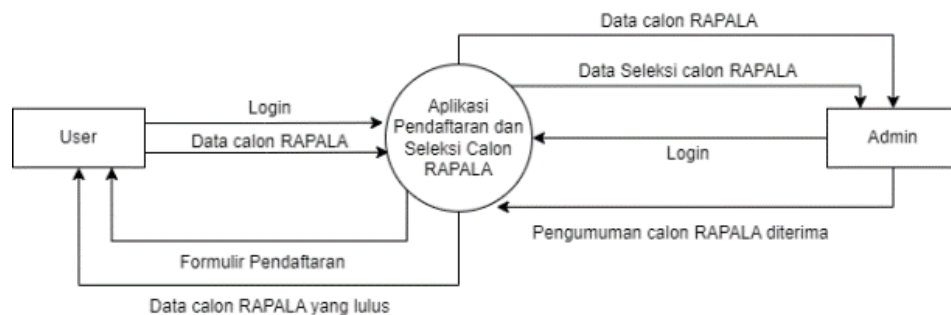 Data calon RAPALA
Data Seleksi calon RAPALA
Login
Aplikasi
Pendaftaran dan
Seleksi Calon
RAPALA
User
Data calon RAPALA
Login
Admin
Pengumuman calon RAPALA diterima
Formulir Pendaftaran
Data calon RAPALA yang lulus